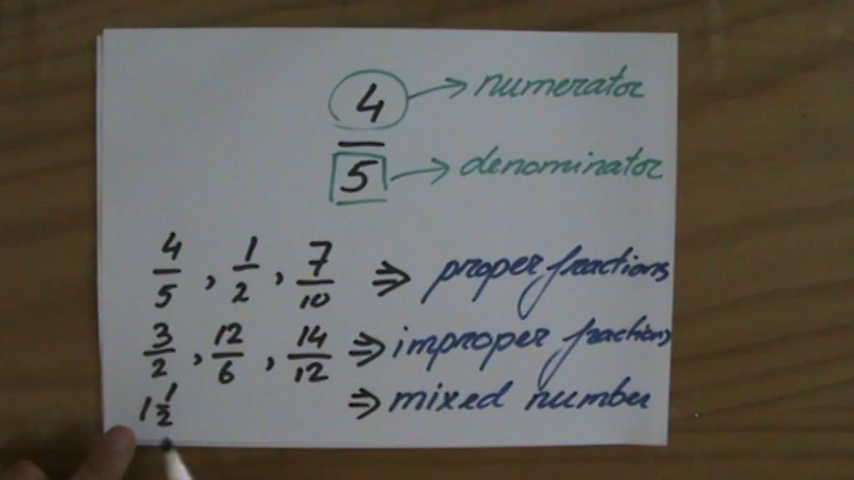 4 → numerator
5 → denominator
4/5, 1/2, 7/10 ⇒ proper fractions
3/2, 12/6, 14/12 ⇒ improper fractions
1 1/2 ⇒ mixed number